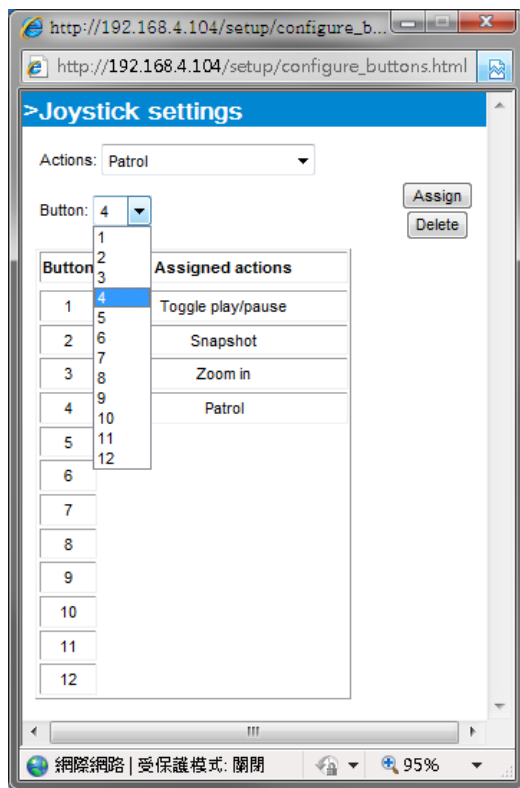 http://192.168.4.104/setup/configure_b...
http://192.168.4.104/setup/configure_buttons.html
>Joystick settings
Actions: Patrol
Assign
Button: 4
Delete
1
2
3
4
5
6
7
8
9
10
11
12
Button Assigned actions
1 Toggle play/pause
2 Snapshot
3 Zoom in
4 Patrol
5
6
7
8
9
10
11
12
網際網路 | 受保護模式: 關閉 95%